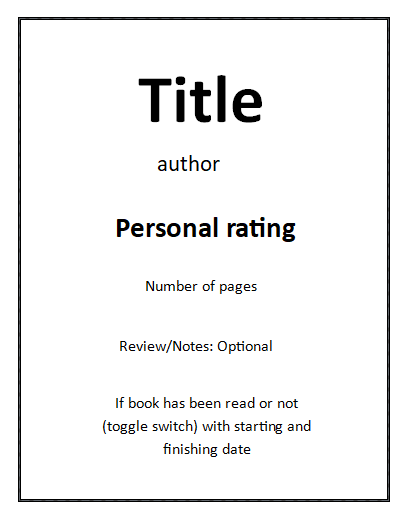 Title
author
Personal rating
Number of pages
Review/Notes: Optional
If book has been read or not
(toggle switch) with starting and
finishing date